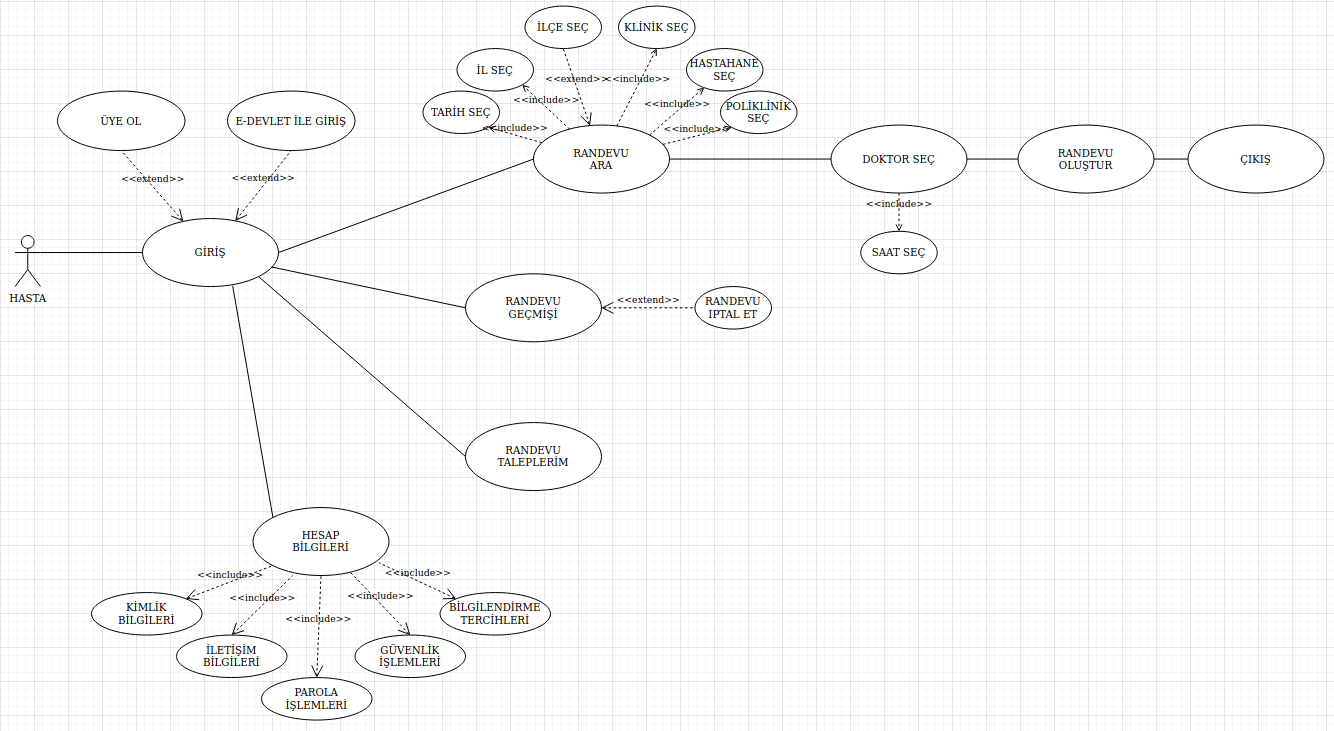 İLÇE SEÇ
KLİNİK SEÇ
İL SEÇ
<<extend>>
<<include>>
HASTAHANE
SEÇ
TARİH SEÇ
<<include>>
<<include>>
POLİKLİNİK
SEÇ
<<include>>
<<include>>
ÜYE OL
E-DEVLET İLE GİRİŞ
RANDEVU
ARA
DOKTOR SEÇ
RANDEVU
OLUŞTUR
ÇIKIŞ
<<extend>>
<<extend>>
<<include>>
SAAT SEÇ
GİRİŞ
HASTA
RANDEVU
GEÇMİŞİ
<<extend>>
RANDEVU
IPTAL ET
RANDEVU
TALEPLERİM
HESAP
BİLGİLERİ
<<include>>
<<include>>
<<include>>
<<include>>
<<include>>
KİMLİK
BİLGİLERİ
BİLGİLENDİRME
TERCİHLERİ
İLETİŞİM
BİLGİLERİ
GÜVENLİK
İŞLEMLERİ
PAROLA
İŞLEMLERİ